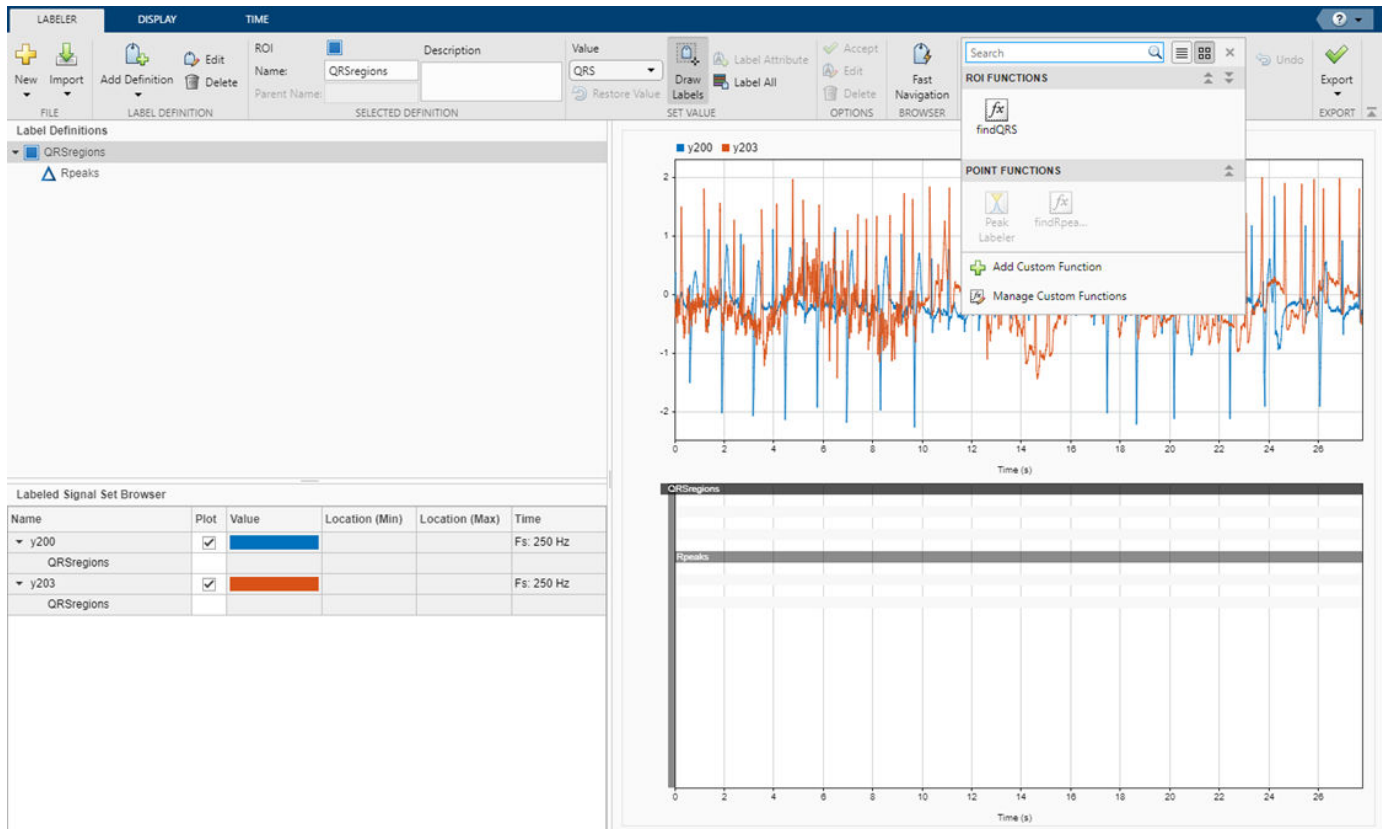 LABELER DISPLAY TIME ?
New Import Add Definition Edit Delete ROI Name: QRSregions Parent Name: Description Value QRS Restore Value Draw Labels Label Attribute Label All Accept Edit Delete Fast Navigation Search Undo Export
FILE LABEL DEFINITION SELECTED DEFINITION SET VALUE OPTIONS BROWSER EXPORT
ROI FUNCTIONS
fx
findQRS
POINT FUNCTIONS
fx
Peak Labeler findRpea...
Add Custom Function
Manage Custom Functions
Label Definitions
QRSregions
Rpeaks
y200 y203
2
1
0
-1
-2
0 2 4 6 8 10 12 14 16 18 20 22 24 26
Time (s)
Labeled Signal Set Browser
Name Plot Value Location (Min) Location (Max) Time
y200 Fs: 250 Hz
QRSregions
y203 Fs: 250 Hz
QRSregions
QRSregions
Rpeaks
0 2 4 6 8 10 12 14 16 18 20 22 24 26
Time (s)